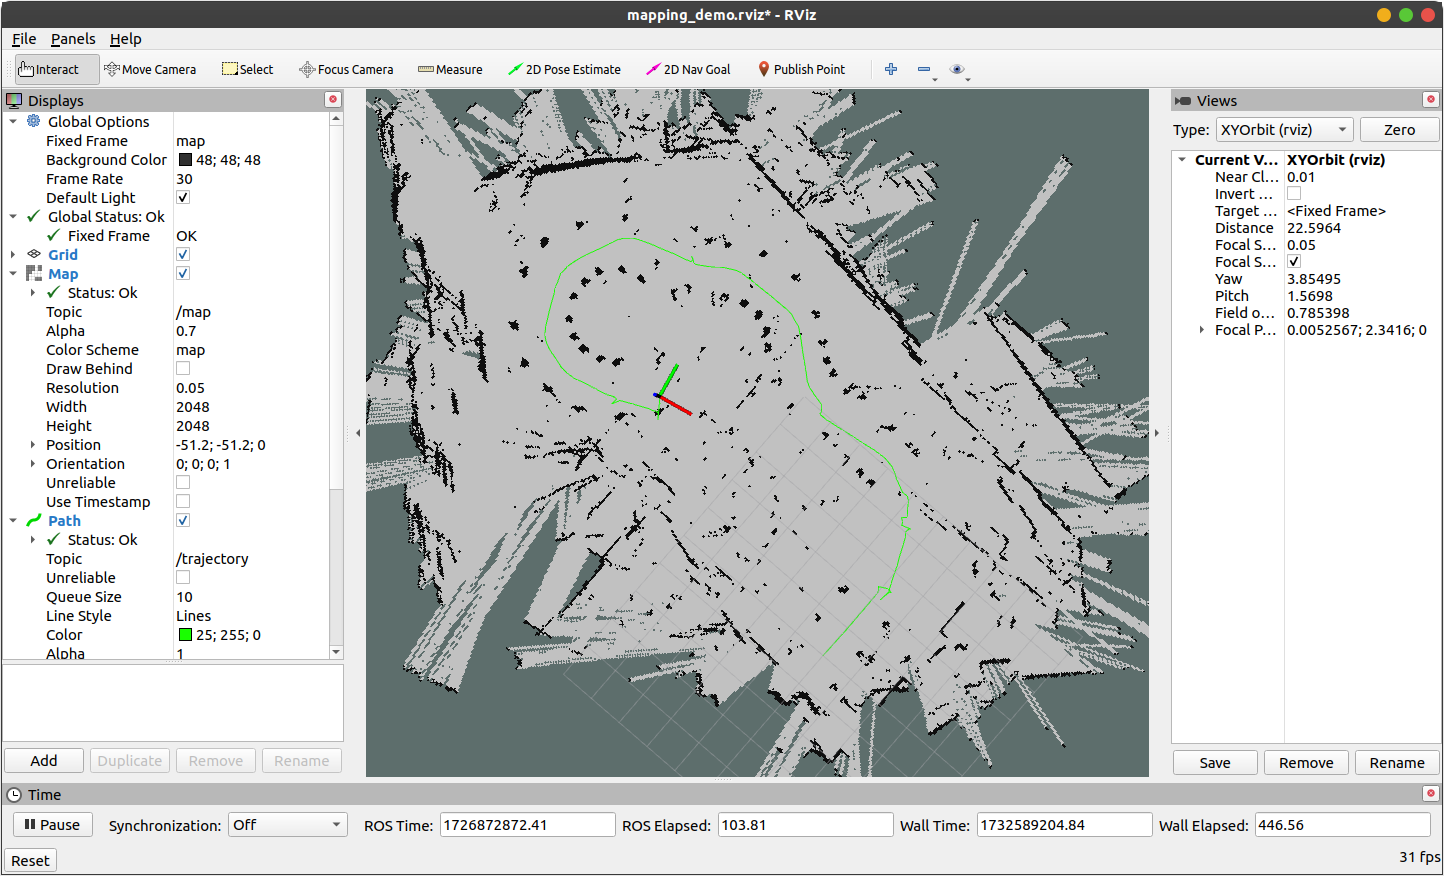 mapping_demo.rviz* - RViz
File Panels Help
Interact Move Camera Select Focus Camera Measure 2D Pose Estimate 2D Nav Goal Publish Point
Displays
Global Options
Fixed Frame map
Background Color 48; 48; 48
Frame Rate 30
Default Light
Global Status: Ok
Fixed Frame OK
Grid
Map
Status: Ok
Topic /map
Alpha 0.7
Color Scheme map
Draw Behind
Resolution 0.05
Width 2048
Height 2048
Position -51.2; -51.2; 0
Orientation 0; 0; 0; 1
Unreliable
Use Timestamp
Path
Status: Ok
Topic /trajectory
Unreliable
Queue Size 10
Line Style Lines
Color 25; 255; 0
Alpha 1
Add Duplicate Remove Rename
Views
Type: XYOrbit (rviz) Zero
Current V... XYOrbit (rviz)
Near Cl... 0.01
Invert ...
Target ... <Fixed Frame>
Distance 22.5964
Focal S... 0.05
Focal S...
Yaw 3.85495
Pitch 1.5698
Field o... 0.785398
Focal P... 0.0052567; 2.3416; 0
Save Remove Rename
Time
Pause Synchronization: Off ROS Time: 1726872872.41 ROS Elapsed: 103.81 Wall Time: 1732589204.84 Wall Elapsed: 446.56
Reset 31 fps